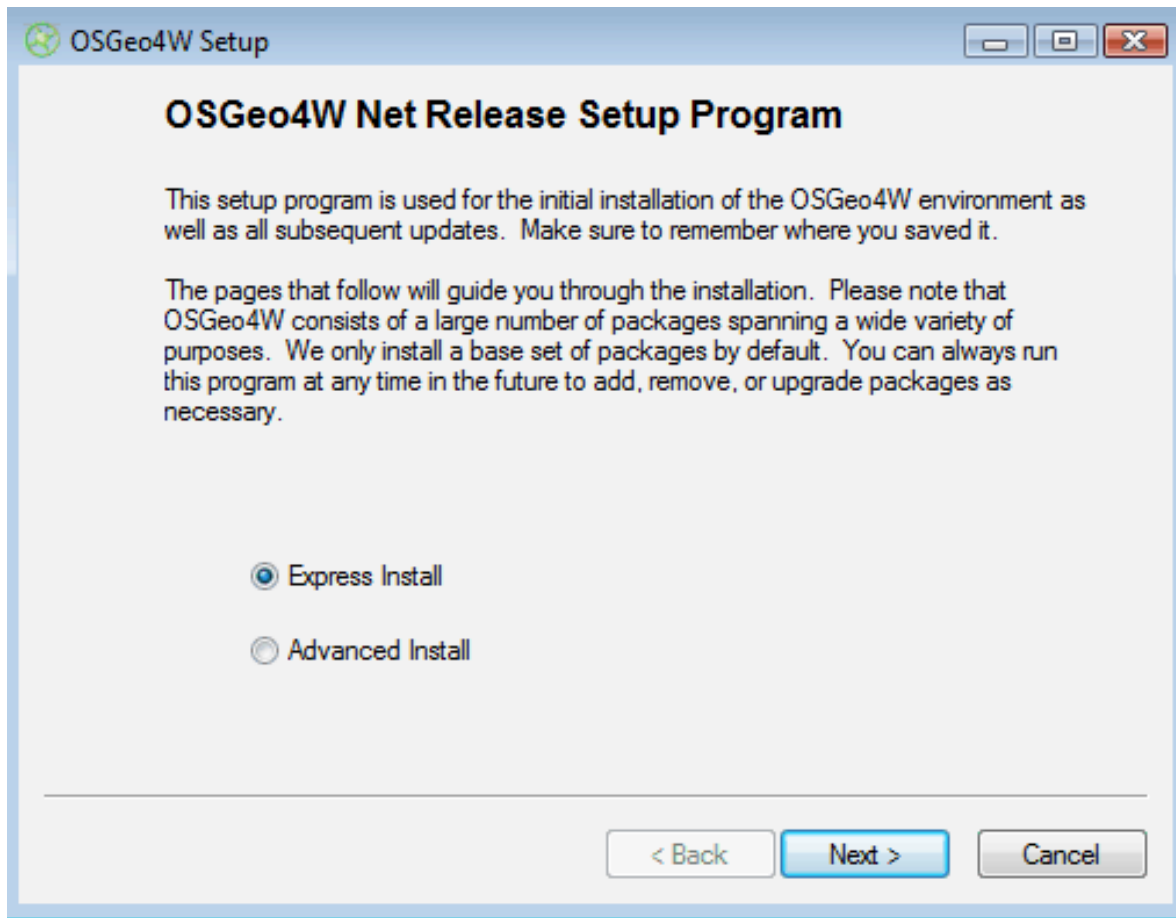 OSGeo4W Setup
OSGeo4W Net Release Setup Program
This setup program is used for the initial installation of the OSGeo4W environment as
well as all subsequent updates.  Make sure to remember where you saved it.
The pages that follow will guide you through the installation.  Please note that
OSGeo4W consists of a large number of packages spanning a wide variety of
purposes.  We only install a base set of packages by default.  You can always run
this program at any time in the future to add, remove, or upgrade packages as
necessary.
Express Install
Advanced Install
< Back Next > Cancel